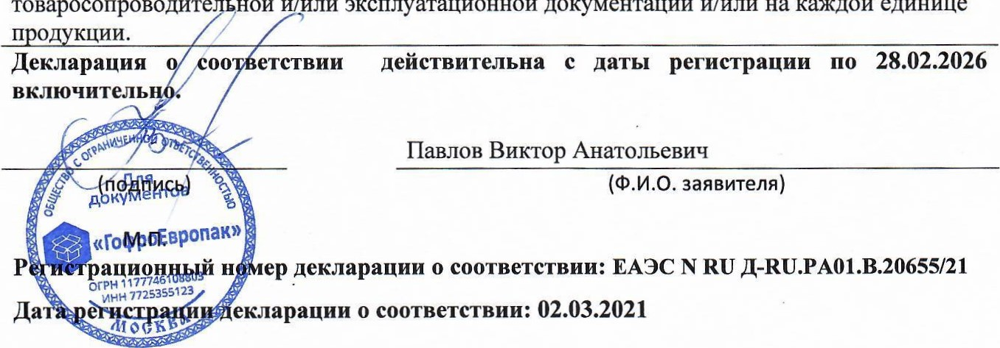 товаросопроводительной и/или эксплуатационной документации и/или на каждой единице
продукции.
Декларация о соответствии действительна с даты регистрации по 28.02.2026
включительно.
Павлов Виктор Анатольевич
(подпись)
(Ф.И.О. заявителя)
ОБЩЕСТВО С ОГРАНИЧЕННОЙ ОТВЕТСТВЕННОСТЬЮ
Для
документов
М.П.
«ГофроЕвропак»
ОГРН 1177746108803
ИНН 7725355123
МОСКВА
Регистрационный номер декларации о соответствии: ЕАЭС N RU Д-RU.РА01.В.20655/21
Дата регистрации декларации о соответствии: 02.03.2021